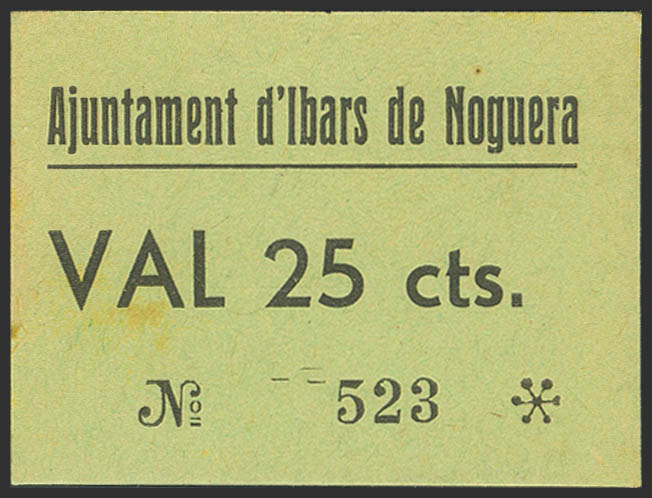 Ajuntament d'Ibars de Noguera
VAL 25 cts.
Nº 523